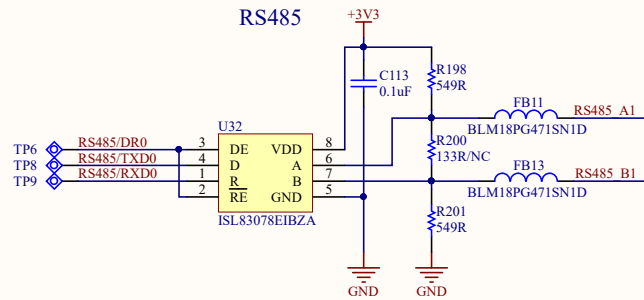 RS485
+3V3
C113
0.1uF
R198
549R
FB11
RS485_A1
BLM18PG471SN1D
U32
TP6
RS485/DR0
3
DE
VDD
8
R200
133R/NC
TP8
RS485/TXD0
4
D
A
6
FB13
RS485_B1
TP9
RS485/RXD0
1
R
B
7
BLM18PG471SN1D
2
RE
GND
5
R201
549R
ISL83078EIBZA
GND
GND